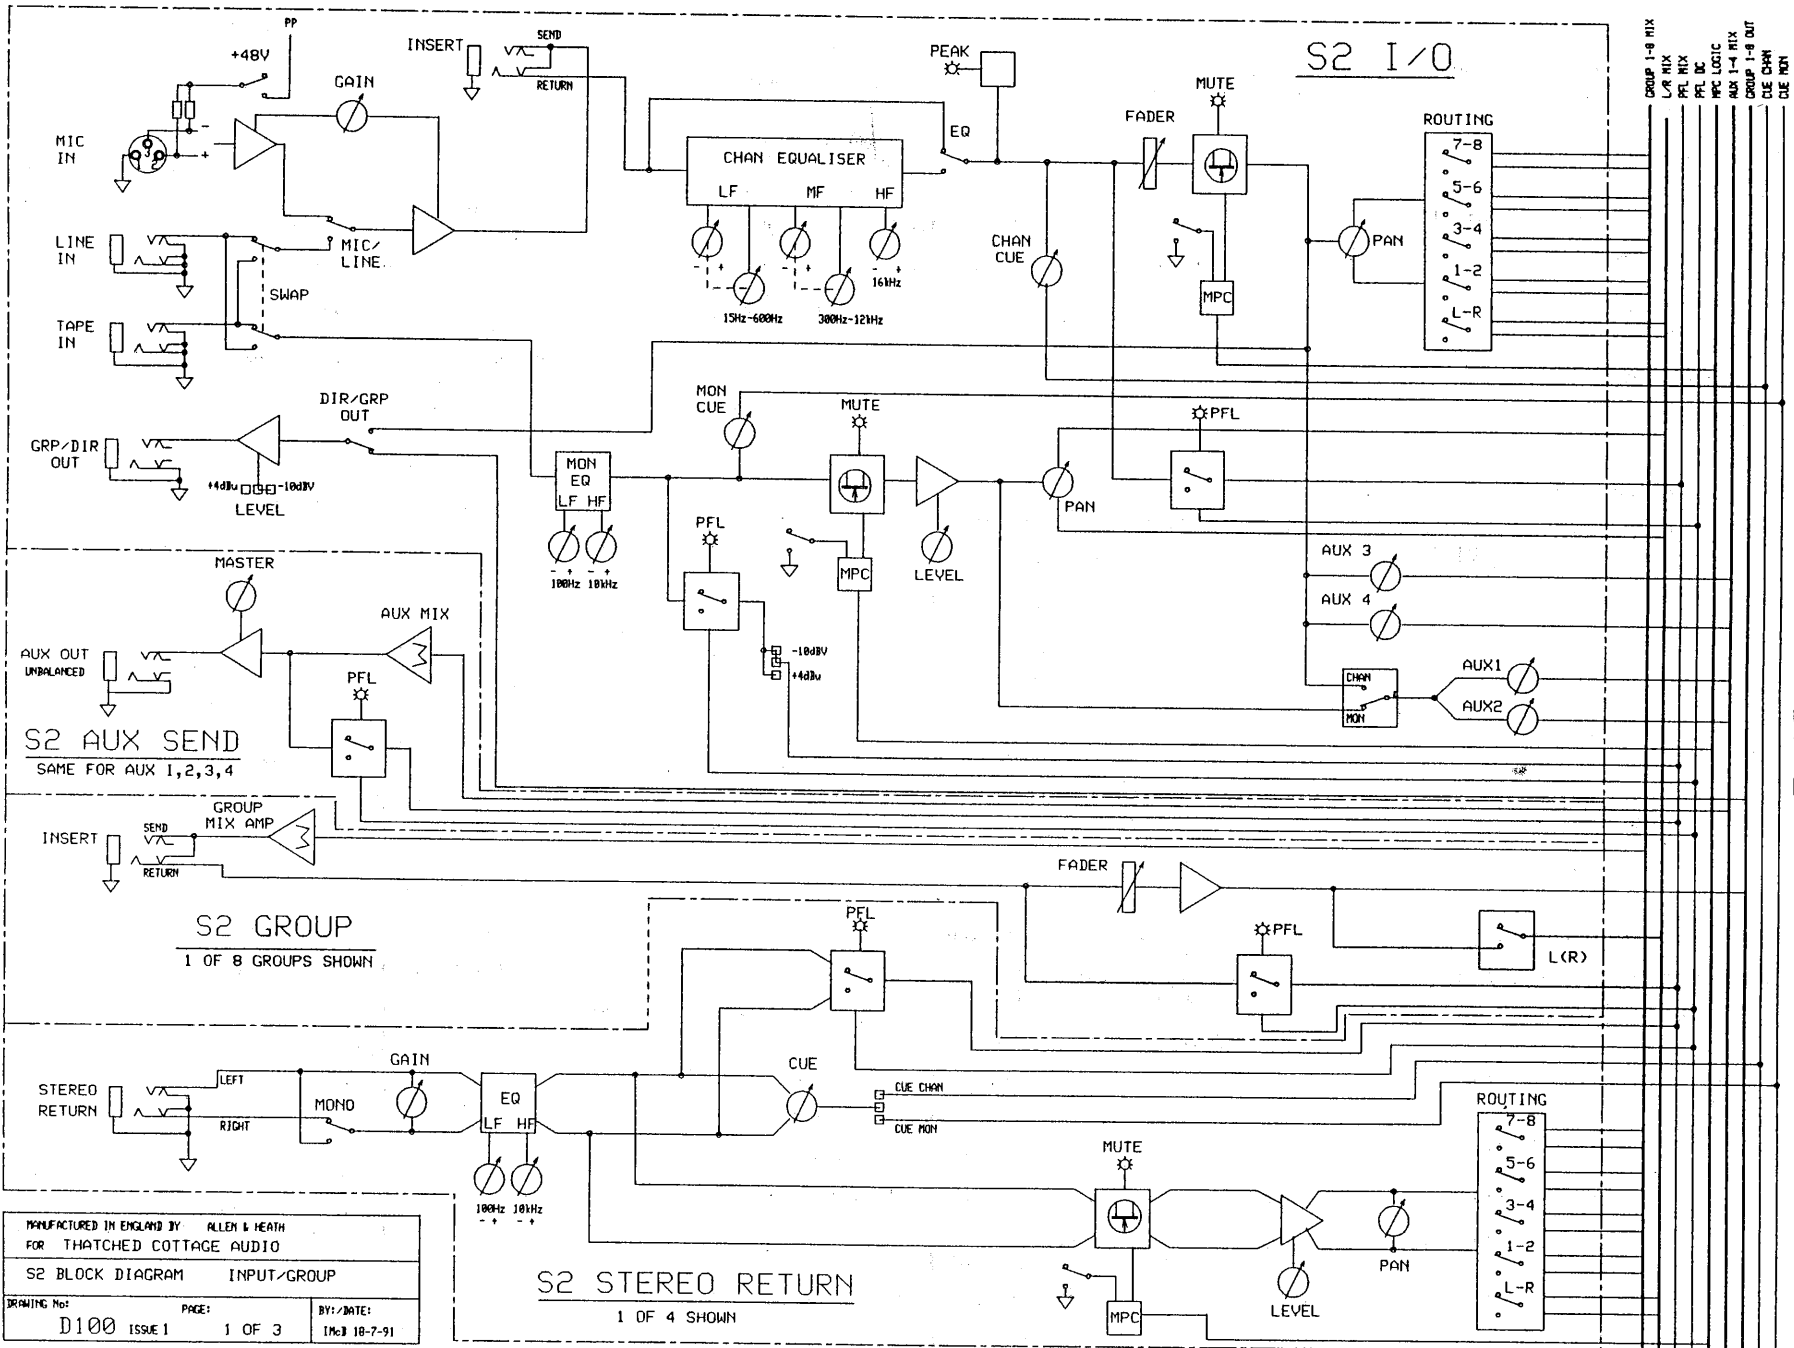 PP
+48V
INSERT
SEND
RETURN
GAIN
MIC
IN
-
+
PEAK
S2 I/O
GROUP 1-8 MIX
L/R MIX
PFL MIX
PFL DC
MPC LOGIC
AUX 1-4 MIX
GROUP 1-8 OUT
CUE CHAN
CUE MON
CHAN EQUALISER
LF MF HF
EQ
FADER
MUTE
ROUTING
7-8
5-6
3-4
1-2
L-R
LINE
IN
MIC/
LINE
SWAP
TAPE
IN
- +
- +
- +
16kHz
15Hz-600Hz
300Hz-12kHz
CHAN
CUE
MPC
PAN
DIR/GRP
OUT
GRP/DIR
OUT
+4dBu
-10dBV
LEVEL
MON
EQ
LF HF
- +
100Hz 10kHz
MON
CUE
MUTE
PFL
MPC
LEVEL
PAN
PFL
-10dBV
+4dBu
AUX 3
AUX 4
CHAN
MON
AUX1
AUX2
MASTER
AUX MIX
AUX OUT
UNBALANCED
PFL
S2 AUX SEND
SAME FOR AUX 1,2,3,4
GROUP
MIX AMP
INSERT
SEND
RETURN
FADER
PFL
L(R)
S2 GROUP
1 OF 8 GROUPS SHOWN
PFL
STEREO
RETURN
LEFT
RIGHT
MONO
GAIN
EQ
LF HF
100Hz 10kHz
- + - +
CUE
CUE CHAN
CUE MON
MUTE
MPC
LEVEL
PAN
ROUTING
7-8
5-6
3-4
1-2
L-R
S2 STEREO RETURN
1 OF 4 SHOWN
MANUFACTURED IN ENGLAND BY ALLEN & HEATH
FOR THATCHED COTTAGE AUDIO
S2 BLOCK DIAGRAM INPUT/GROUP
DRAWING No: PAGE: BY:/DATE:
D100 ISSUE 1 1 OF 3 18-7-91